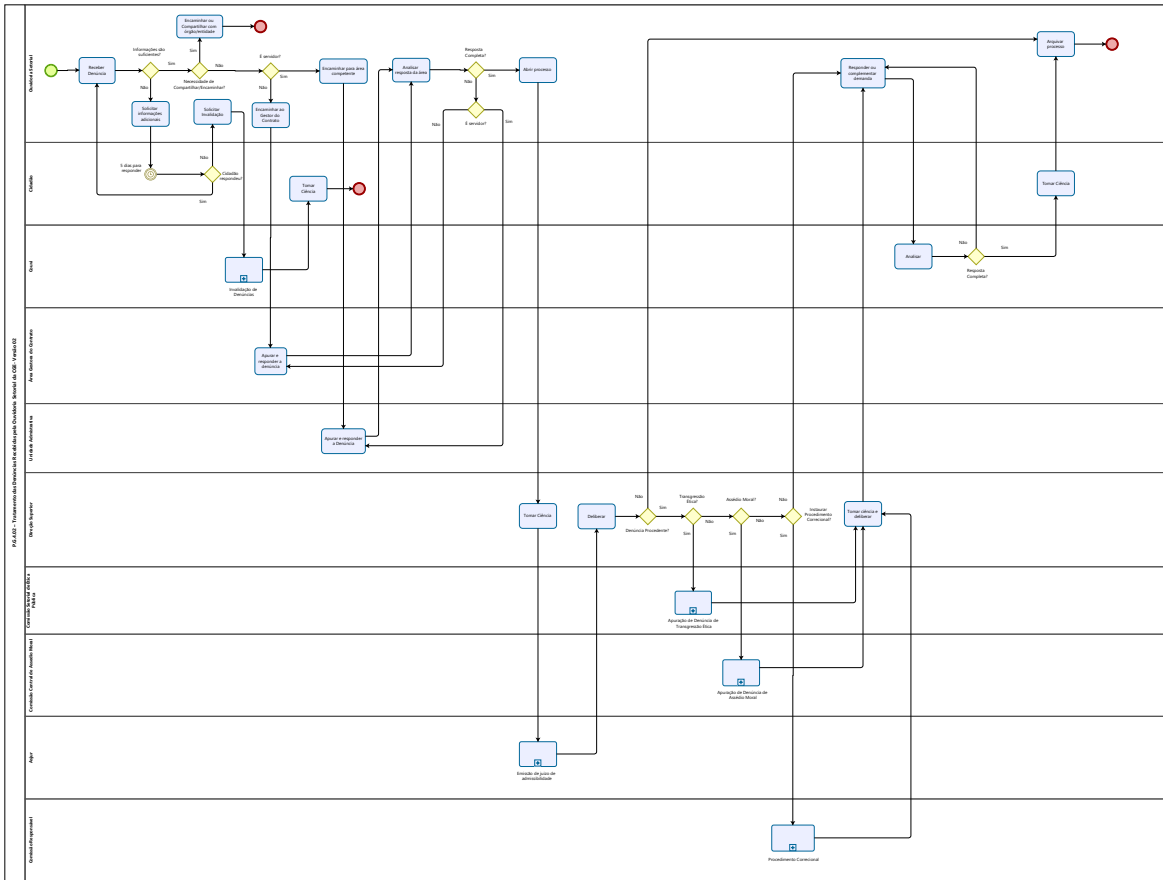 P.GA.02 – Tratamento das Denúncias Recebidas pela Ouvidoria Setorial da CGE- Versão 02
Ouvidoria Setorial
Receber
Denúncia
Informações são
suficientes?
Sim
Não
Solicitar
informações
adicionais
Encaminhar ou
Compartilhar com
órgão/entidade
Sim
Não
Necessidade de
Compartilhar/Encaminhar?
Solicitar
Invalidação
É servidor?
Sim
Não
Encaminhar ao
Gestor do
Contrato
Encaminhar para área
competente
Analisar
resposta da área
Resposta
Completa?
Sim
Não
É servidor?
Não
Sim
Abrir processo
Responder ou
complementar
demanda
Arquivar
processo
Cidadão
5 dias para
responder
Não
Cidadão
respondeu?
Sim
Tomar
Ciência
Tomar Ciência
Invalidação de
Denúncias
Analisar
Não
Sim
Resposta
Completa?
Área Gestora do Contrato
Apurar e
responder à
denúncia
Unidade Administrativa
Apurar e responder
a Denúncia
Direção Superior
Tomar Ciência
Deliberar
Não
Sim
Denúncia Procedente?
Transgressão
Ética?
Não
Sim
Assédio Moral?
Não
Sim
Não
Instaurar
Procedimento
Correcional?
Sim
Tomar ciência e
deliberar
Comissão Setorial de Ética
Pública
Apuração de Denúncia de
Transgressão Ética
Comissão Central de Assédio Moral
Apuração de Denúncia de
Assédio Moral
Asjur
Emissão de juízo de
admissibilidade
Comissão Responsável
Procedimento Correcional